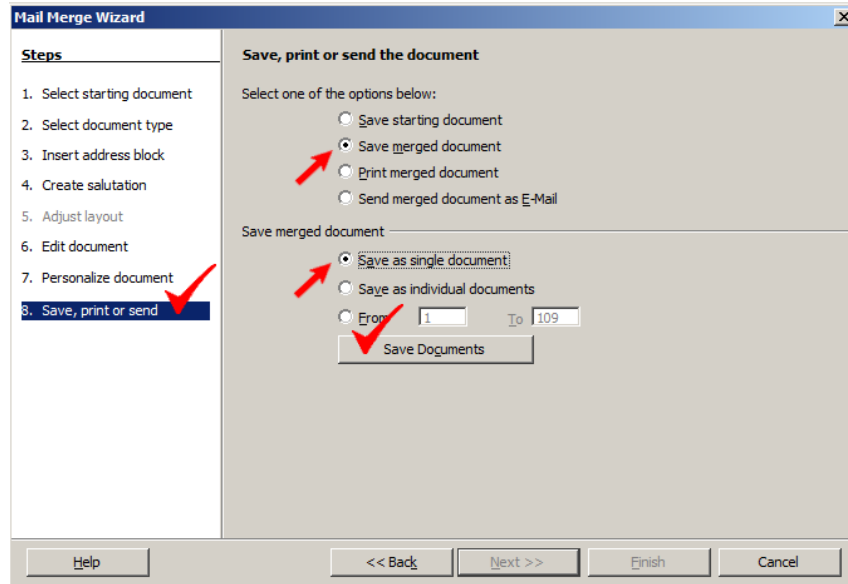 Mail Merge Wizard
Steps
1. Select starting document
2. Select document type
3. Insert address block
4. Create salutation
5. Adjust layout
6. Edit document
7. Personalize document
8. Save, print or send
Save, print or send the document
Select one of the options below:
Save starting document
Save merged document
Print merged document
Send merged document as E-Mail
Save merged document
Save as single document
Save as individual documents
From 1 To 109
Save Documents
Help << Back Next >> Finish Cancel